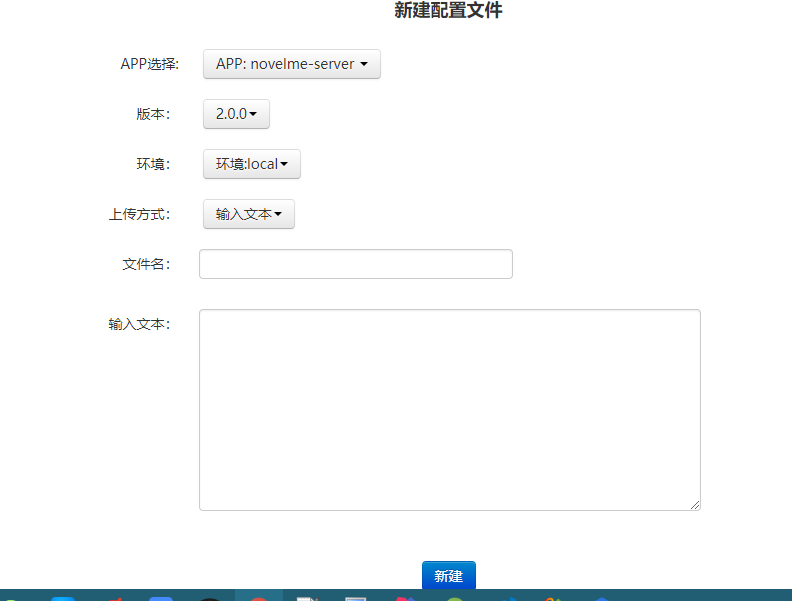 新建配置文件
APP选择: APP: novelme-server
版本： 2.0.0
环境： 环境:local
上传方式： 输入文本
文件名：
输入文本：
新建